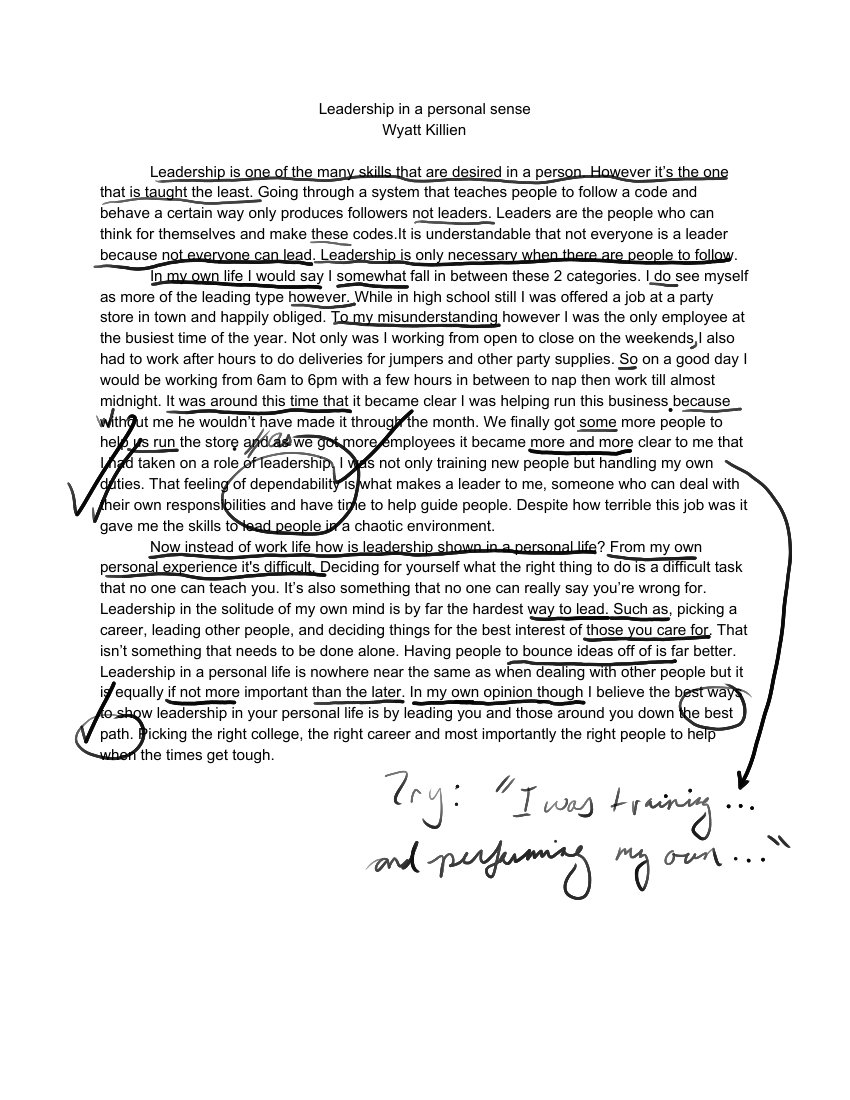 Leadership in a personal sense
Wyatt Killien
Leadership is one of the many skills that are desired in a person. However it's the one
that is taught the least. Going through a system that teaches people to follow a code and
behave a certain way only produces followers not leaders. Leaders are the people who can
think for themselves and make these codes.It is understandable that not everyone is a leader
because not everyone can lead. Leadership is only necessary when there are people to follow.
In my own life I would say I somewhat fall in between these 2 categories. I do see myself
as more of the leading type however. While in high school still I was offered a job at a party
store in town and happily obliged. To my misunderstanding however I was the only employee at
the busiest time of the year. Not only was I working from open to close on the weekends, I also
had to work after hours to do deliveries for jumpers and other party supplies. So on a good day I
would be working from 6am to 6pm with a few hours in between to nap then work till almost
midnight. It was around this time that it became clear I was helping run this business because
without me he wouldn't have made it through the month. We finally got some more people to
help us run the store and as we got more employees it became more and more clear to me that
I had taken on a role of leadership. I was not only training new people but handling my own
duties. That feeling of dependability is what makes a leader to me, someone who can deal with
their own responsibilities and have time to help guide people. Despite how terrible this job was it
gave me the skills to lead people in a chaotic environment.
Now instead of work life how is leadership shown in a personal life? From my own
personal experience it's difficult. Deciding for yourself what the right thing to do is a difficult task
that no one can teach you. It's also something that no one can really say you're wrong for.
Leadership in the solitude of my own mind is by far the hardest way to lead. Such as, picking a
career, leading other people, and deciding things for the best interest of those you care for. That
isn't something that needs to be done alone. Having people to bounce ideas off of is far better.
Leadership in a personal life is nowhere near the same as when dealing with other people but it
is equally if not more important than the later. In my own opinion though I believe the best ways
to show leadership in your personal life is by leading you and those around you down the best
path. Picking the right college, the right career and most importantly the right people to help
when the times get tough.
Try: "I was training...
and performing my own..."